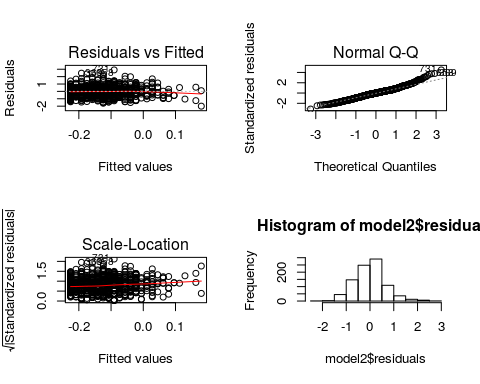 Residuals vs Fitted
Residuals
1
-2
-0.2
0.0
0.1
Fitted values
Normal Q-Q
Standardized residuals
2
-2
-3
-1
0
1
2
3
Theoretical Quantiles
Scale-Location
√|Standardized residuals|
1.5
0.0
-0.2
0.0
0.1
Fitted values
Histogram of model2$residua
Frequency
200
0
-2
-1
0
1
2
3
model2$residuals